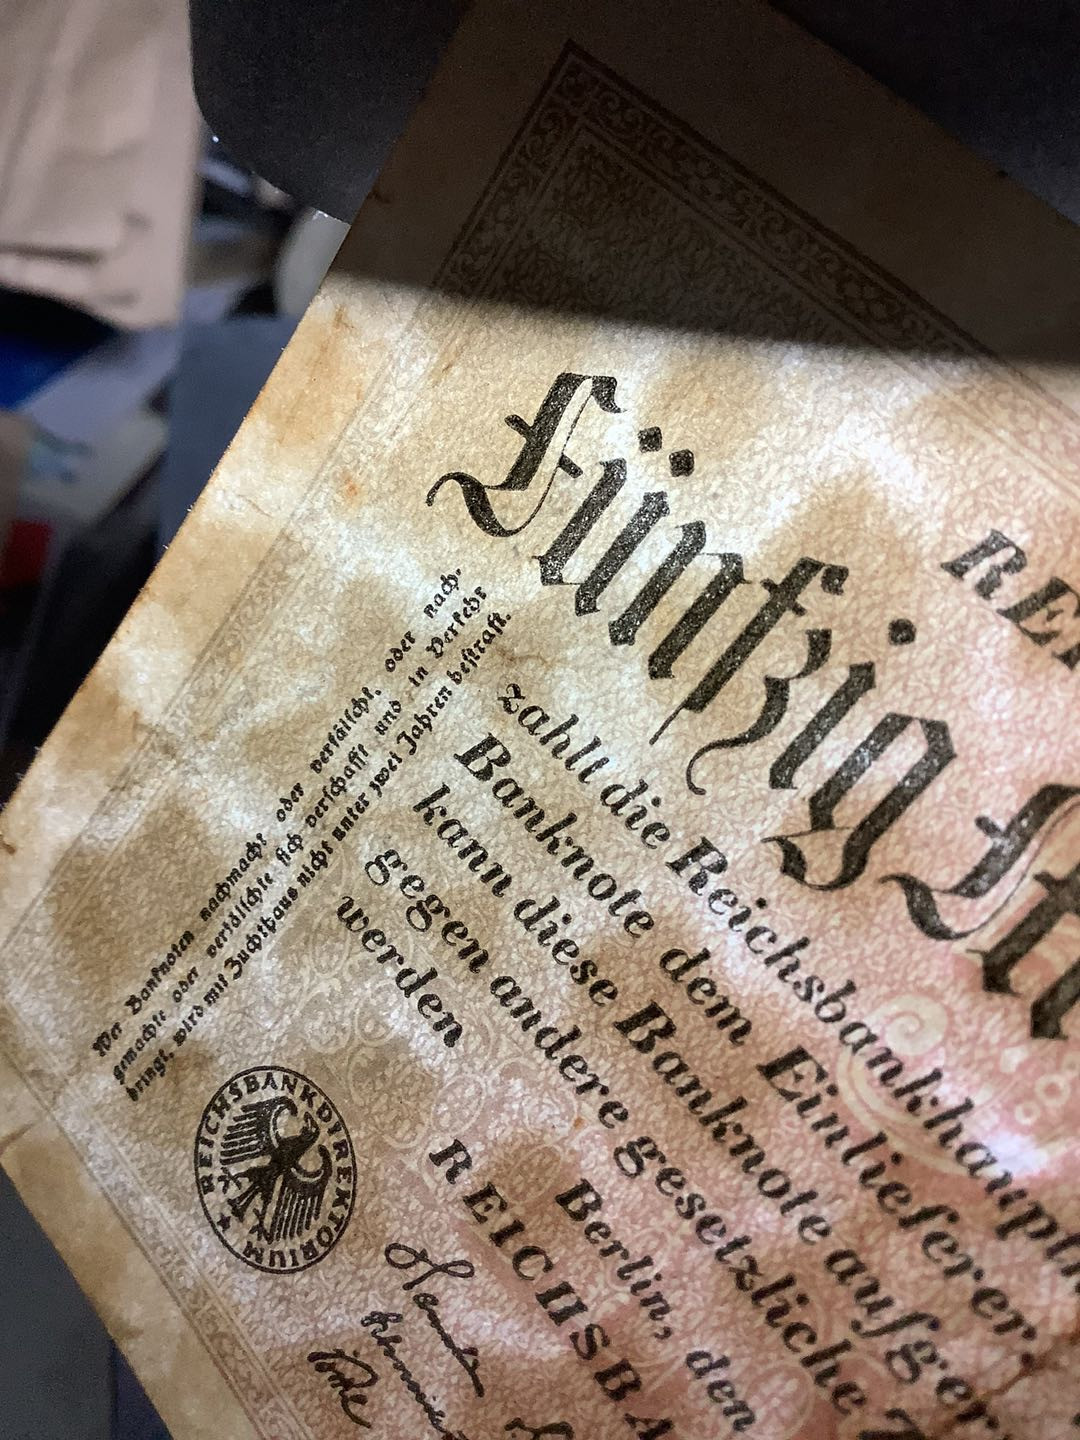 REI
Fünfzig M
zahlt die Reichsbankhauptk
Banknote dem Einlieferer.
kann diese Banknote aufger
gegen andere gesetzliche Z
werden
Berlin, den
REICHSBA
Wer Banknoten nachmacht oder verfälscht, oder nach-
gemachte oder verfälschte sich verschafft und in Verkehr
bringt, wird mit Zuchthaus nicht unter zwei Jahren bestraft.
REICHSBANKDIREKTORIUM